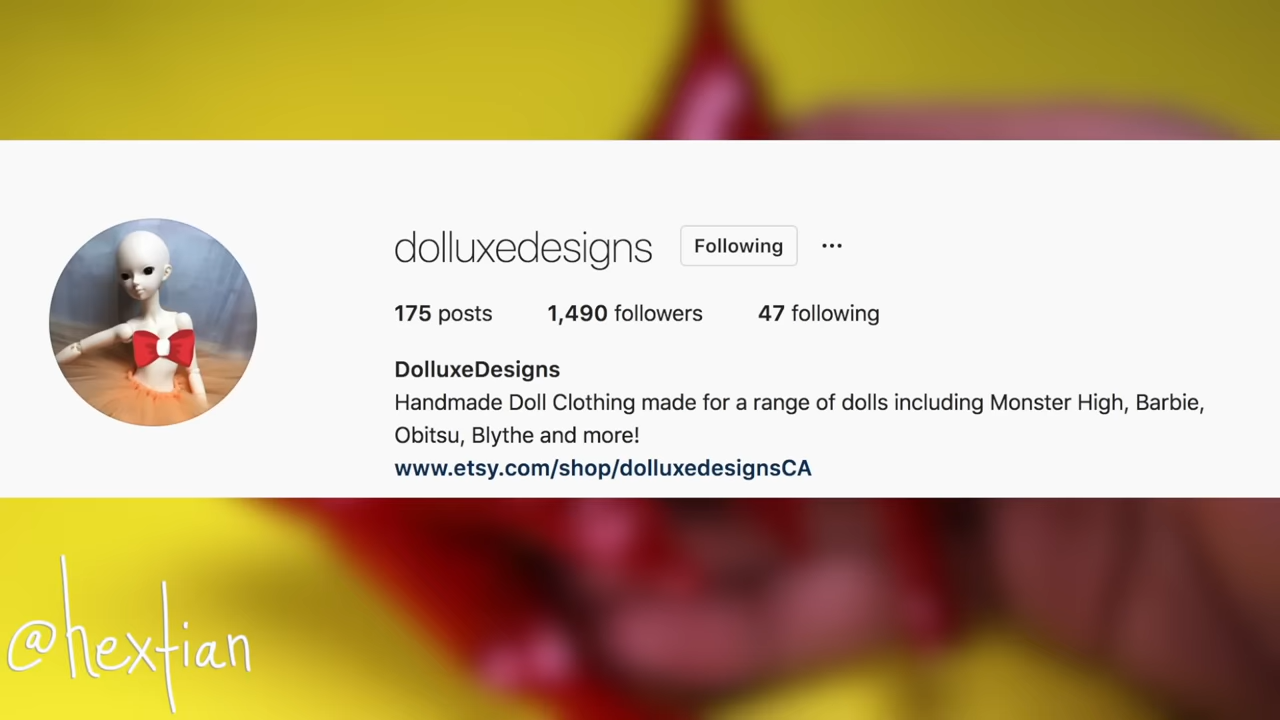 dolluxedesigns Following ...
175 posts 1,490 followers 47 following
DolluxeDesigns
Handmade Doll Clothing made for a range of dolls including Monster High, Barbie,
Obitsu, Blythe and more!
www.etsy.com/shop/dolluxedesignsCA
@hextian